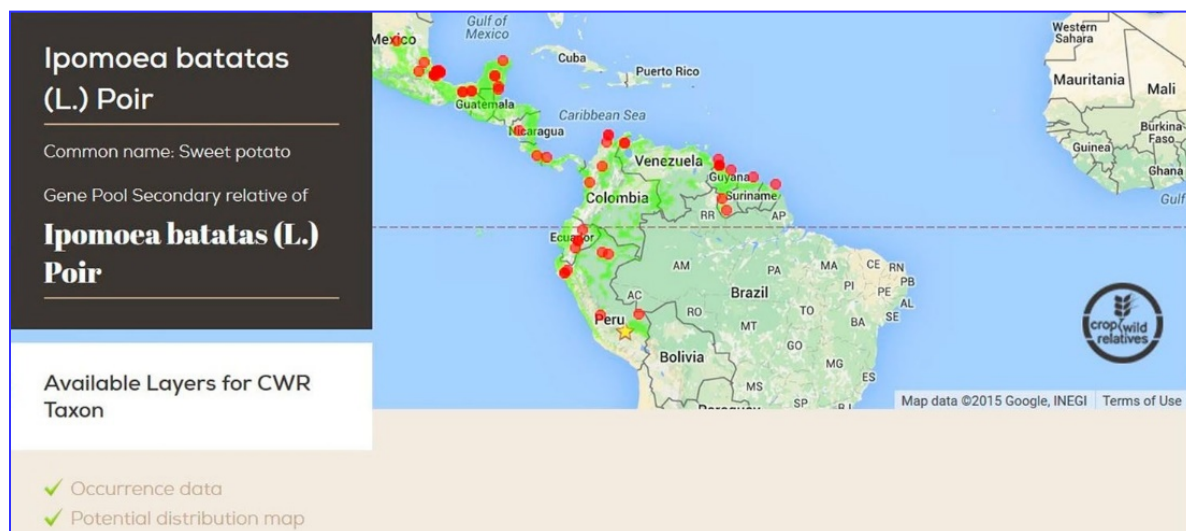 Ipomoea batatas
(L.) Poir
Common name: Sweet potato
Gene Pool Secondary relative of
Ipomoea batatas (L.)
Poir
Available Layers for CWR
Taxon
✓ Occurrence data
✓ Potential distribution map
Gulf of
Mexico
Mexico
Cuba
Puerto Rico
Guatemala
Caribbean Sea
Nicaragua
Venezuela
Guyana
Suriname
Colombia
RR
AP
Ecuador
AM
PA
MA
CE
RN
PB
PI
PE
AL
AC
Brazil
RO
TO
SE
BA
Peru
MT
GO
Bolivia
MG
ES
MS
SP
RJ
Paraguay
Western
Sahara
Mauritania
Mali
Burkina
Faso
Guinea
Ghana
Gulf
crop wild
relatives
Map data ©2015 Google, INEGI
Terms of Use